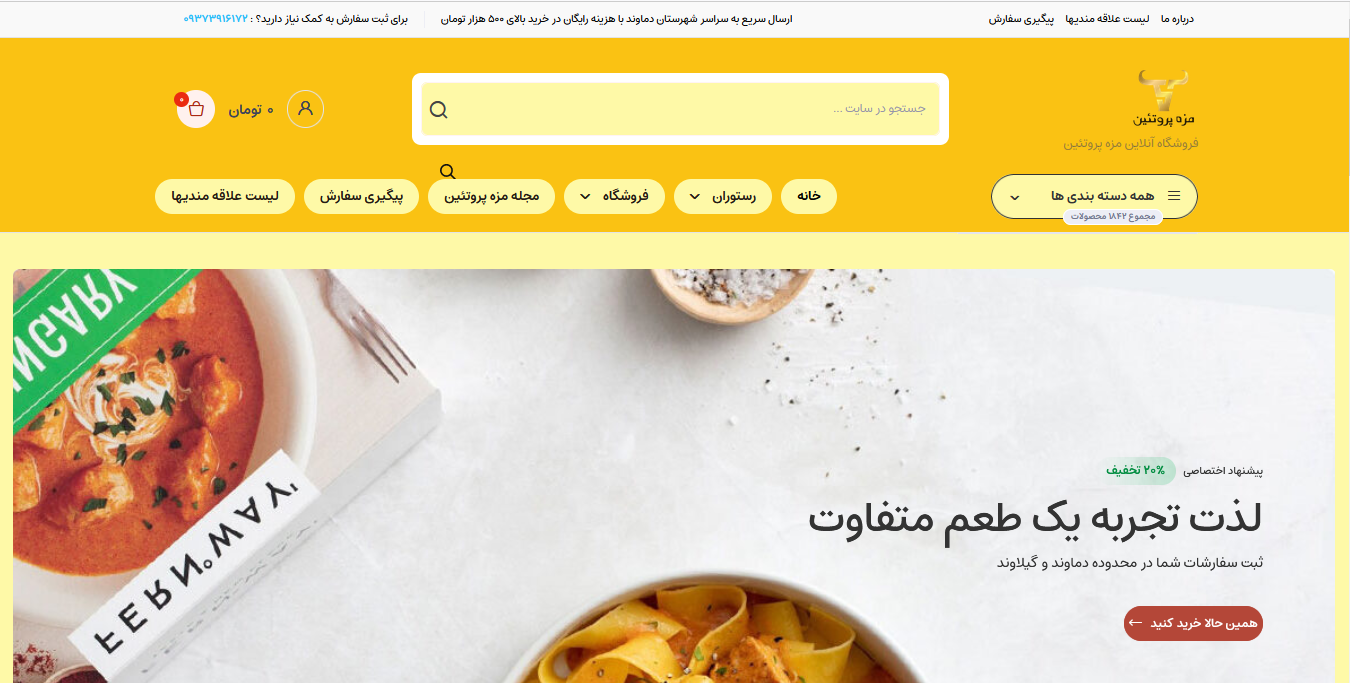 درباره ما لیست علاقه مندیها پیگیری سفارش
ارسال سریع به سراسر شهرستان دماوند با هزینه رایگان در خرید بالای ۵۰۰ هزار تومان
برای ثبت سفارش به کمک نیاز دارید؟ : ۰۹۳۷۳۹۱۶۱۷۲
مزه پروتئین
فروشگاه آنلاین مزه پروتئین
جستجو در سایت ...
۰ تومان
۰
همه دسته بندی ها
مجموع ۱۸۴۲ محصولات
خانه رستوران فروشگاه مجله مزه پروتئین پیگیری سفارش لیست علاقه مندیها
پیشنهاد اختصاصی ۲۰% تخفیف
لذت تجربه یک طعم متفاوت
ثبت سفارشات شما در محدوده دماوند و گیلاوند
همین حالا خرید کنید ←
NGARY
FERN.WAY